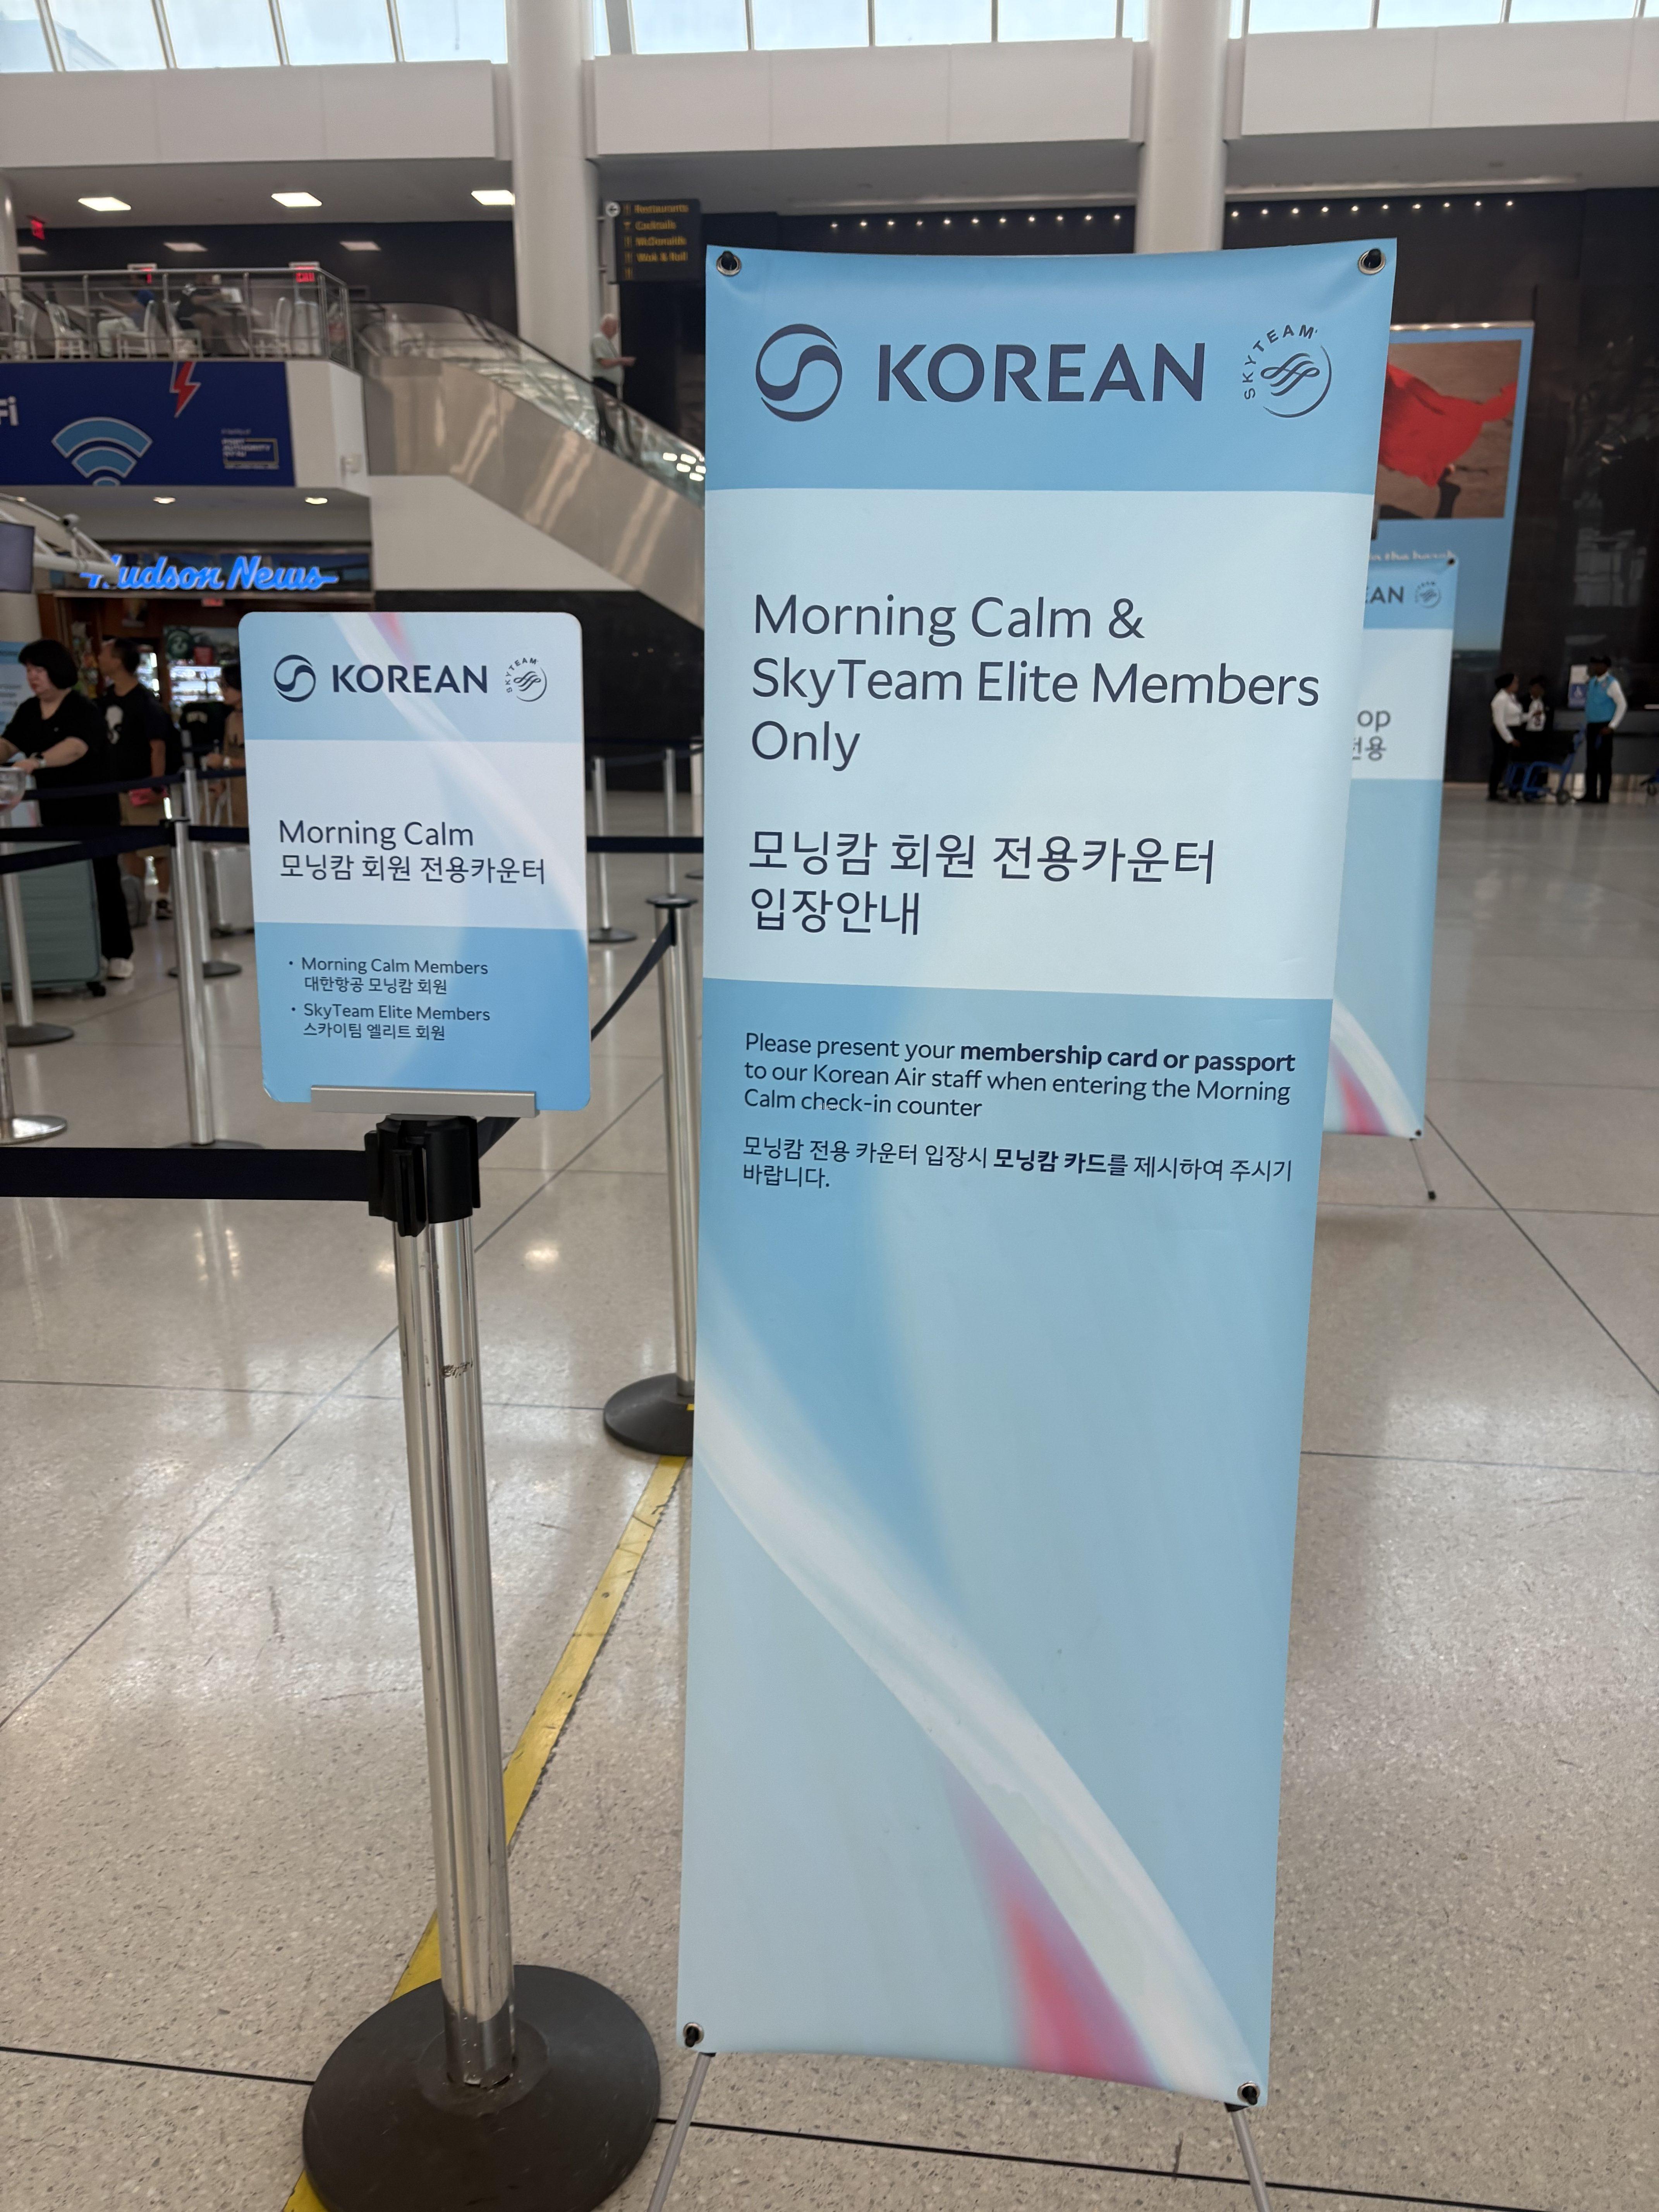 Restaurants
Cocktails
McDonalds
Wok & Roll
Fi
Hudson News
KOREAN
SKYTEAM
Morning Calm
모닝캄 회원 전용카운터
• Morning Calm Members
대한항공 모닝캄 회원
• SkyTeam Elite Members
스카이팀 엘리트 회원
KOREAN
SKYTEAM
Morning Calm &
SkyTeam Elite Members
Only
모닝캄 회원 전용카운터
입장안내
Please present your membership card or passport
to our Korean Air staff when entering the Morning
Calm check-in counter
모닝캄 전용 카운터 입장시 모닝캄 카드를 제시하여 주시기
바랍니다.
EAN
op
전용